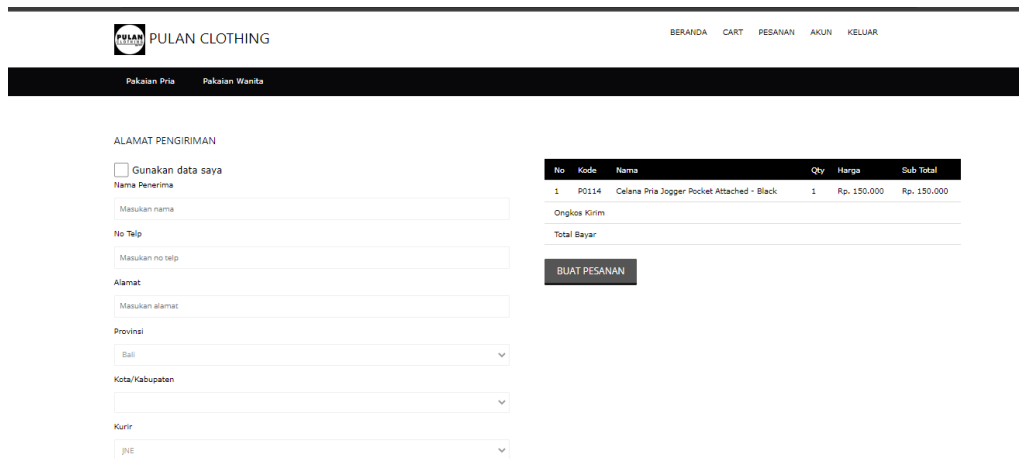 PULAN CLOTHING
BERANDA CART PESANAN AKUN KELUAR
Pakaian Pria Pakaian Wanita
ALAMAT PENGIRIMAN
Gunakan data saya
Nama Penerima
Masukan nama
No Telp
Masukan no telp
Alamat
Masukan alamat
Provinsi
Bali
Kota/Kabupaten
Kurir
JNE
No Kode Nama Qty Harga Sub Total
1 P0114 Celana Pria Jogger Pocket Attached - Black 1 Rp. 150.000 Rp. 150.000
Ongkos Kirim
Total Bayar
BUAT PESANAN